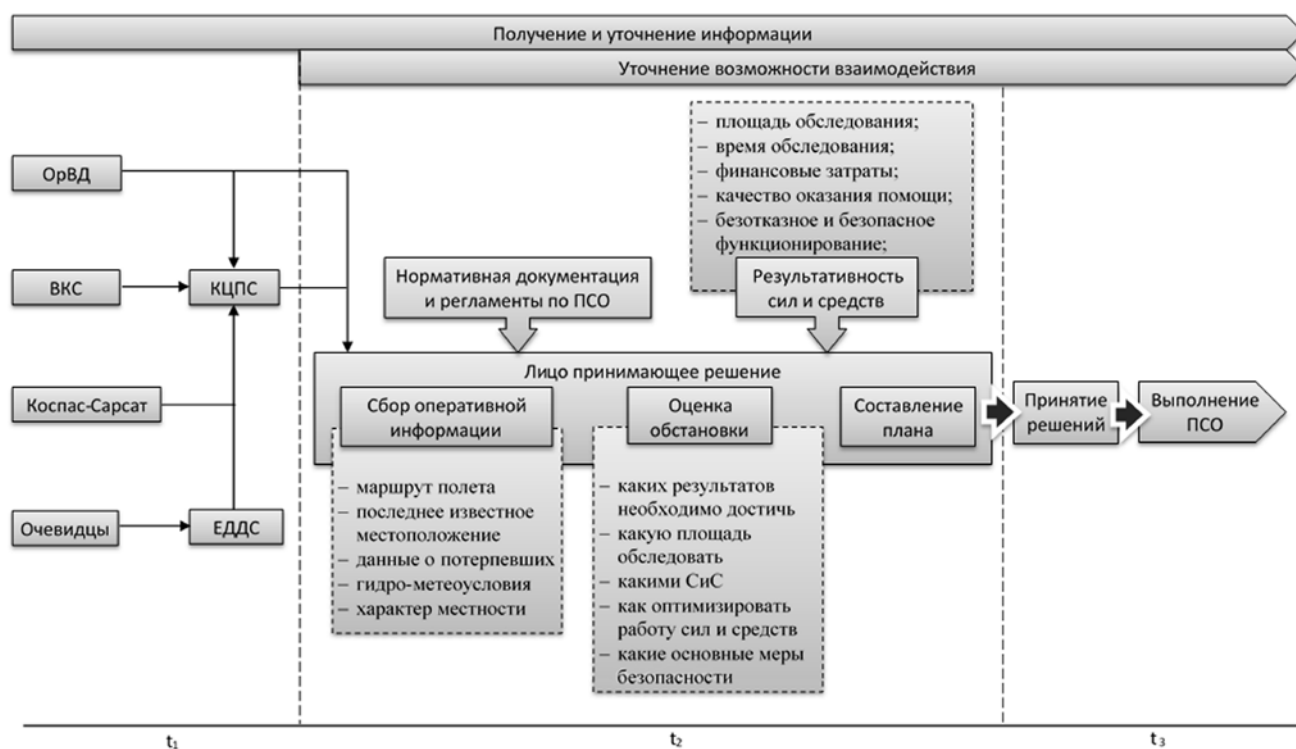 Получение и уточнение информации
Уточнение возможности взаимодействия
– площадь обследования;
– время обследования;
– финансовые затраты;
– качество оказания помощи;
– безотказное и безопасное
функционирование;
ОрВД
ВКС
КЦПС
Нормативная документация
и регламенты по ПСО
Результативность
сил и средств
Коспас-Сарсат
Очевидцы
ЕДДС
Лицо принимающее решение
Сбор оперативной
информации
Оценка
обстановки
Составление
плана
Принятие
решений
Выполнение
ПСО
– маршрут полета
– последнее известное
местоположение
– данные о потерпевших
– гидро-метеоусловия
– характер местности
– каких результатов
необходимо достичь
– какую площадь
обследовать
– какими СиС
– как оптимизировать
работу сил и средств
– какие основные меры
безопасности
t1
t2
t3